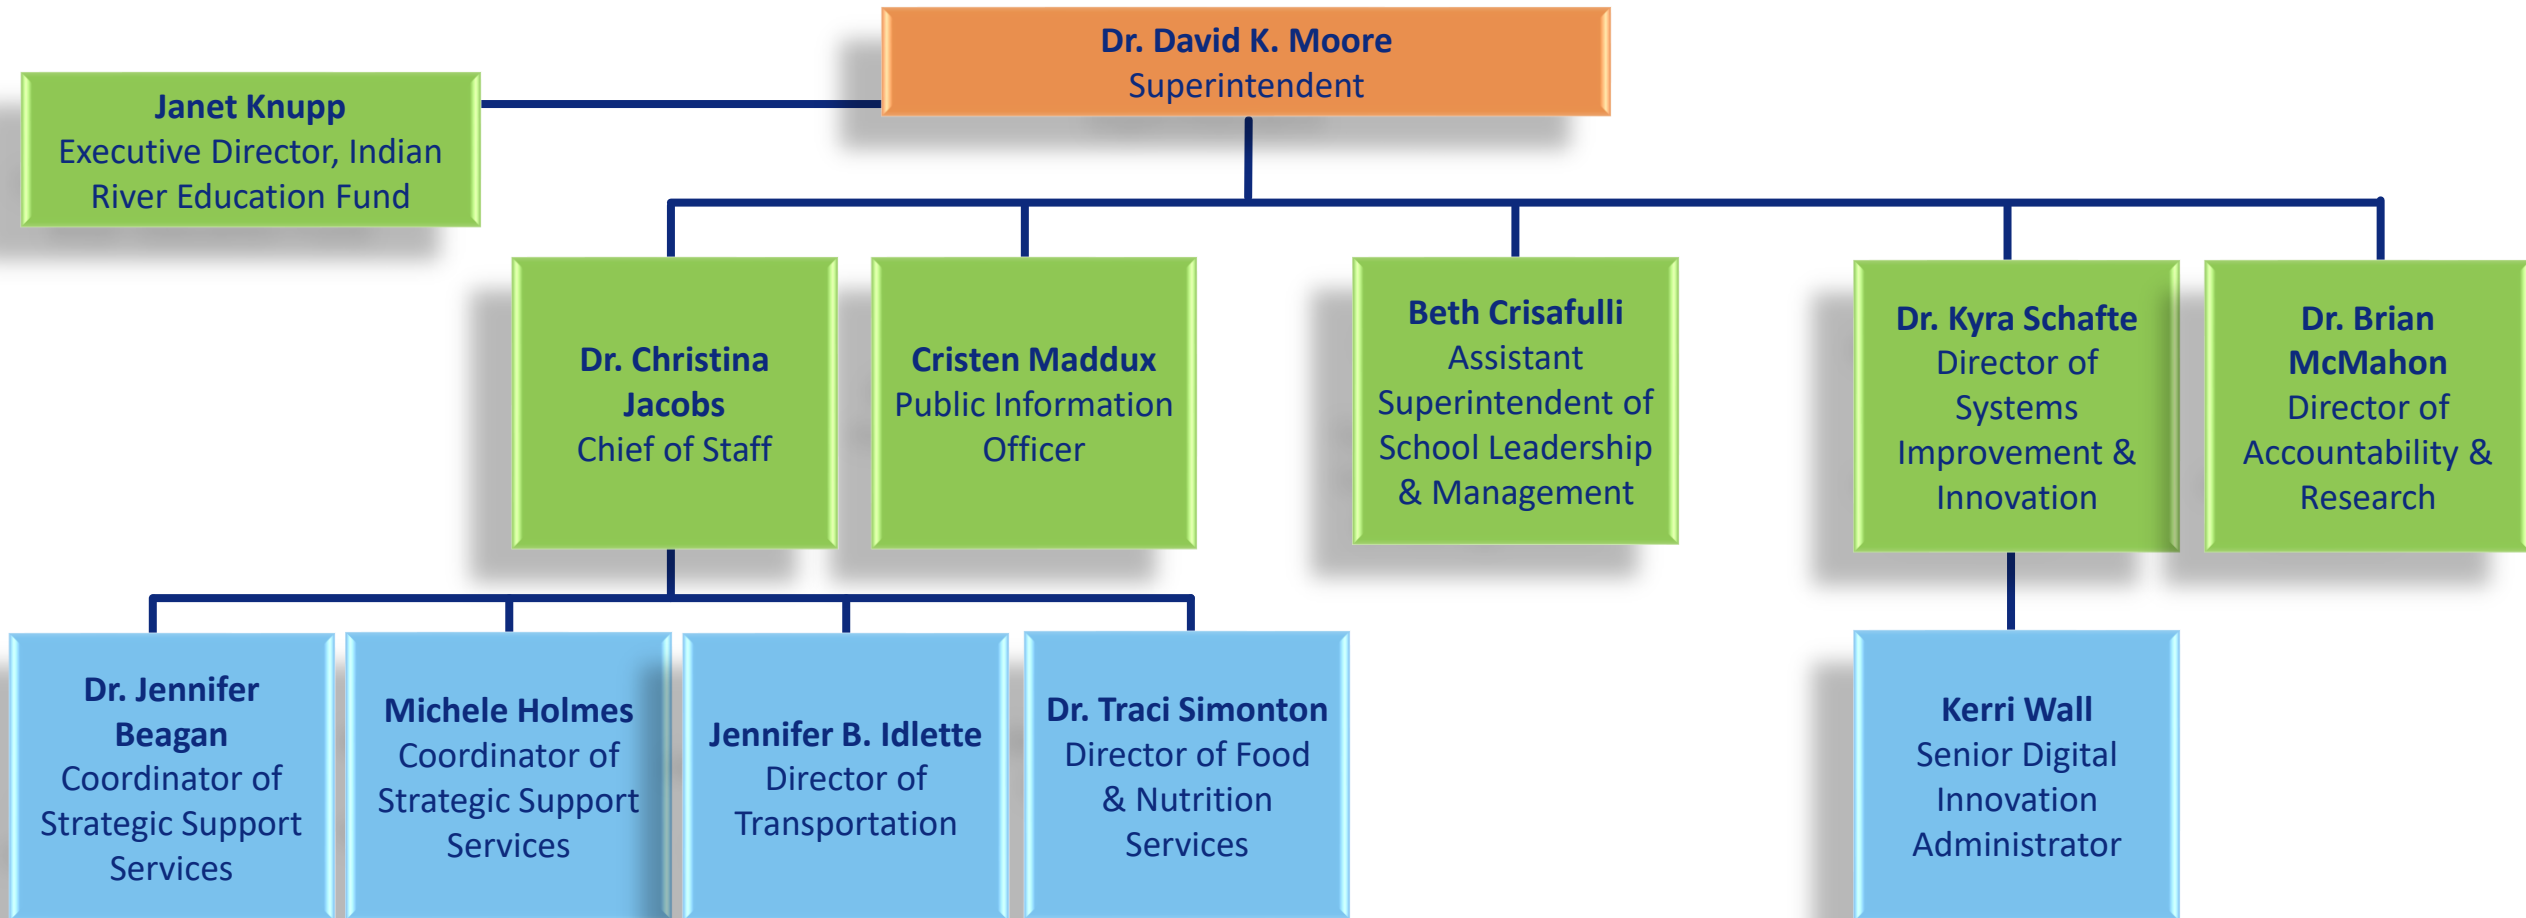 Dr. David K. Moore
Superintendent
Janet Knupp
Executive Director, Indian
River Education Fund
Dr. Christina
Jacobs
Chief of Staff
Cristen Maddux
Public Information
Officer
Beth Crisafulli
Assistant
Superintendent of
School Leadership
& Management
Dr. Kyra Schafte
Director of
Systems
Improvement &
Innovation
Dr. Brian
McMahon
Director of
Accountability &
Research
Dr. Jennifer
Beagan
Coordinator of
Strategic Support
Services
Michele Holmes
Coordinator of
Strategic Support
Services
Jennifer B. Idlette
Director of
Transportation
Dr. Traci Simonton
Director of Food
& Nutrition
Services
Kerri Wall
Senior Digital
Innovation
Administrator